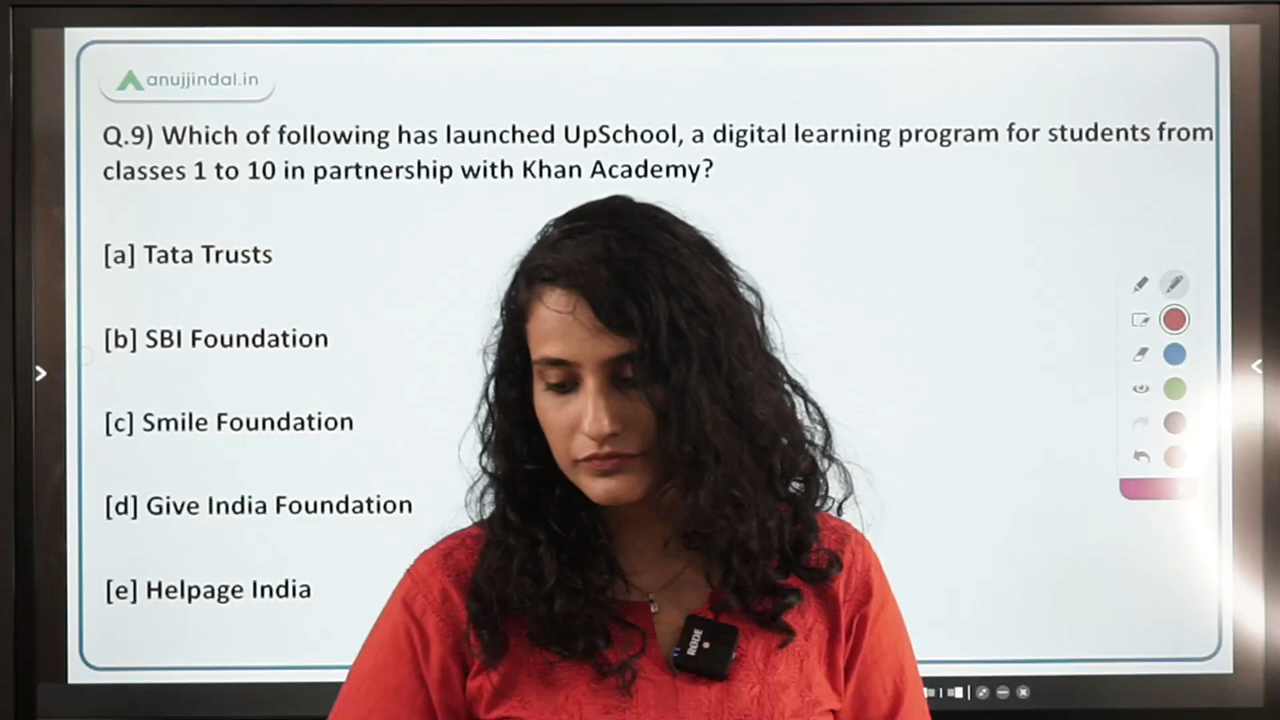 anujjindal.in
Q.9) Which of following has launched UpSchool, a digital learning program for students from
classes 1 to 10 in partnership with Khan Academy?
[a] Tata Trusts
[b] SBI Foundation
[c] Smile Foundation
[d] Give India Foundation
[e] Helpage India
RØDE